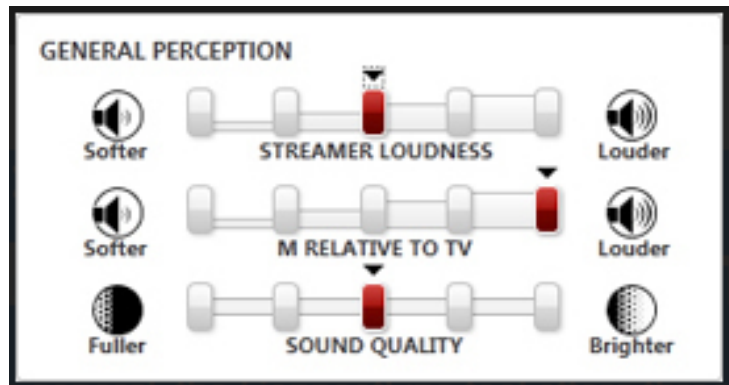 GENERAL PERCEPTION
Softer STREAMER LOUDNESS Louder
Softer M RELATIVE TO TV Louder
Fuller SOUND QUALITY Brighter